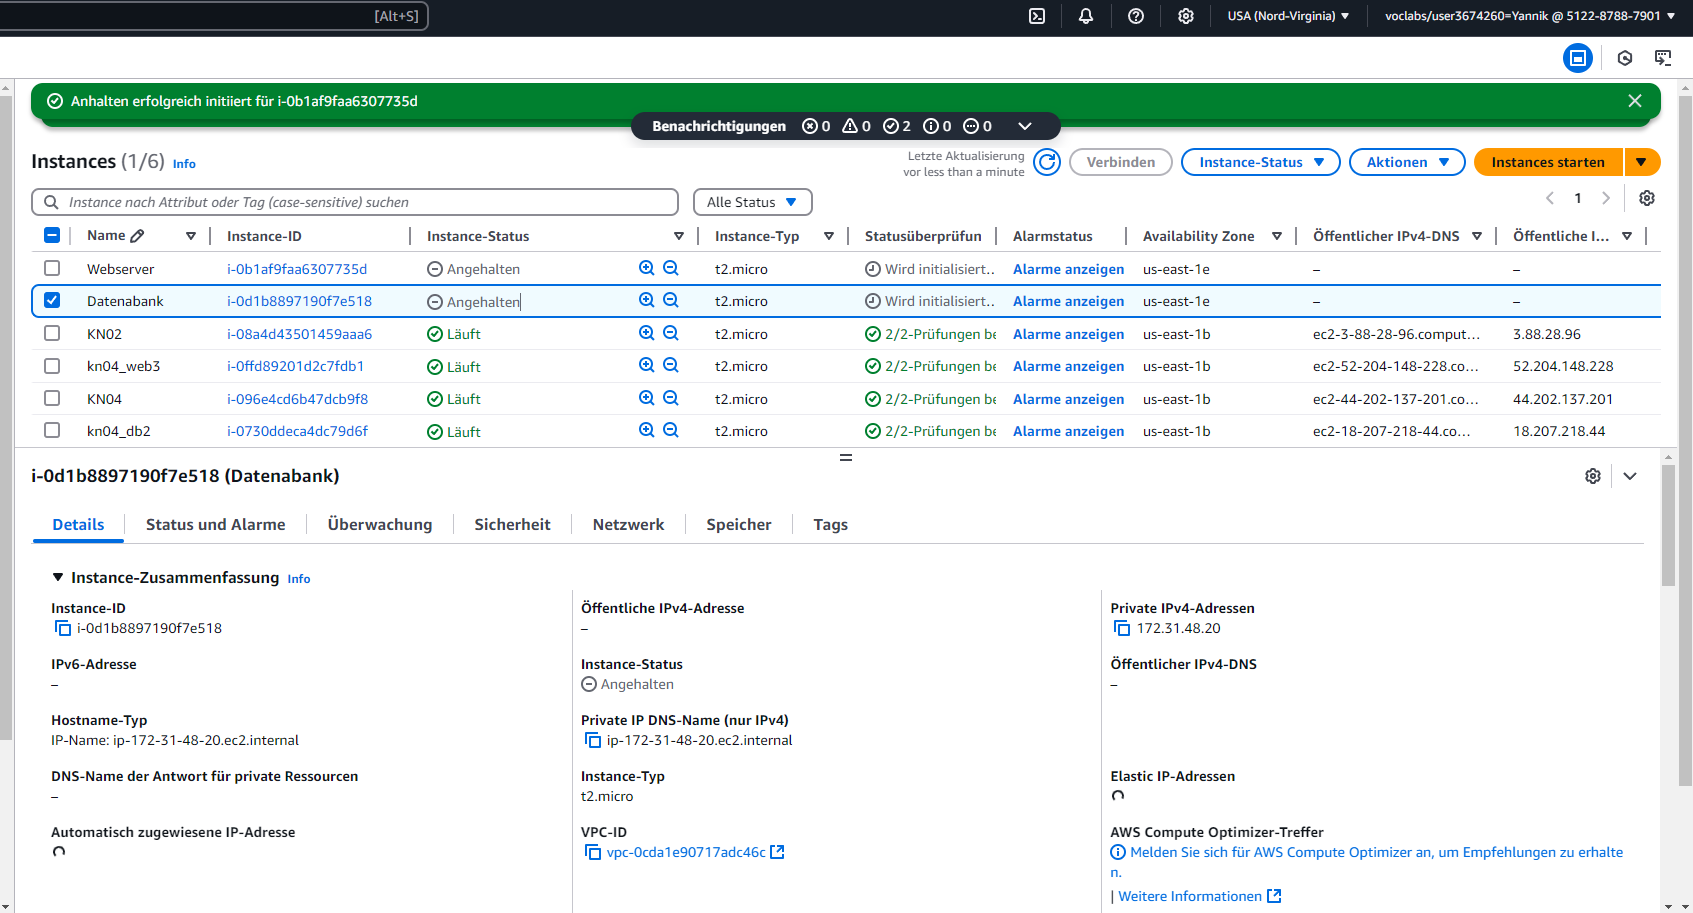 [Alt+S]
USA (Nord-Virginia)
voclabs/user3674260=Yannik @ 5122-8788-7901
Anhalten erfolgreich initiiert für i-0b1af9faa6307735d
Benachrichtigungen 0 0 2 0 0
Instances (1/6) Info
Letzte Aktualisierung
vor less than a minute
Verbinden
Instance-Status
Aktionen
Instances starten
Instance nach Attribut oder Tag (case-sensitive) suchen
Alle Status
1
Name Instance-ID Instance-Status Instance-Typ Statusüberprüfun Alarmstatus Availability Zone Öffentlicher IPv4-DNS Öffentliche I...
Webserver i-0b1af9faa6307735d Angehalten t2.micro Wird initialisiert.. Alarme anzeigen us-east-1e – –
Datenabank i-0d1b8897190f7e518 Angehalten t2.micro Wird initialisiert.. Alarme anzeigen us-east-1e – –
KN02 i-08a4d43501459aaa6 Läuft t2.micro 2/2-Prüfungen be Alarme anzeigen us-east-1b ec2-3-88-28-96.comput... 3.88.28.96
kn04_web3 i-0ffd89201d2c7fdb1 Läuft t2.micro 2/2-Prüfungen be Alarme anzeigen us-east-1b ec2-52-204-148-228.co... 52.204.148.228
KN04 i-096e4cd6b47dcb9f8 Läuft t2.micro 2/2-Prüfungen be Alarme anzeigen us-east-1b ec2-44-202-137-201.co... 44.202.137.201
kn04_db2 i-0730ddeca4dc79d6f Läuft t2.micro 2/2-Prüfungen be Alarme anzeigen us-east-1b ec2-18-207-218-44.co... 18.207.218.44
i-0d1b8897190f7e518 (Datenabank)
Details Status und Alarme Überwachung Sicherheit Netzwerk Speicher Tags
Instance-Zusammenfassung Info
Instance-ID
i-0d1b8897190f7e518
Öffentliche IPv4-Adresse
–
Private IPv4-Adressen
172.31.48.20
IPv6-Adresse
–
Instance-Status
Angehalten
Öffentlicher IPv4-DNS
–
Hostname-Typ
IP-Name: ip-172-31-48-20.ec2.internal
Private IP DNS-Name (nur IPv4)
ip-172-31-48-20.ec2.internal
DNS-Name der Antwort für private Ressourcen
–
Instance-Typ
t2.micro
Elastic IP-Adressen
Automatisch zugewiesene IP-Adresse
VPC-ID
vpc-0cda1e90717adc46c
AWS Compute Optimizer-Treffer
Melden Sie sich für AWS Compute Optimizer an, um Empfehlungen zu erhalte
n.
| Weitere Informationen